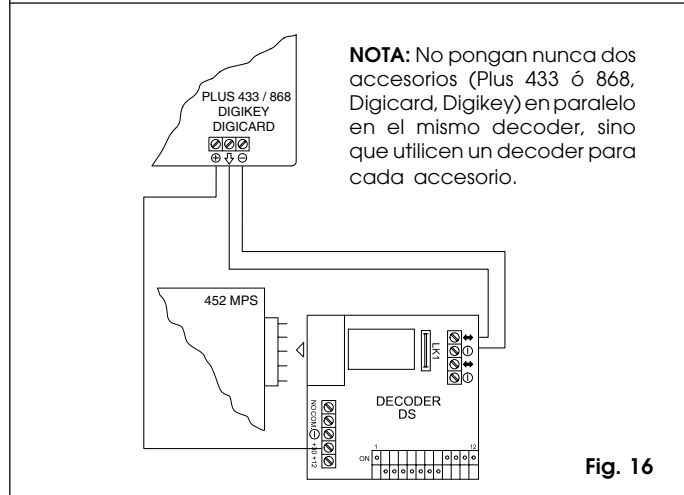 NOTA: No pongan nunca dos
accesorios (Plus 433 ó 868,
Digicard, Digikey) en paralelo
en el mismo decoder, sino
que utilicen un decoder para
cada accesorio.
PLUS 433 / 868
DIGIKEY
DIGICARD
452 MPS
LK1
DECODER
DS
NO COM.
+12
1
12
ON
Fig. 16